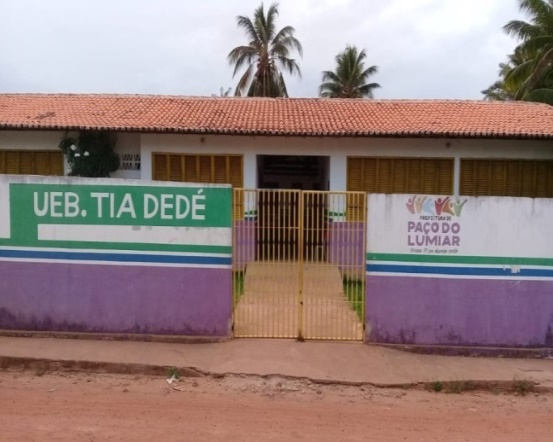 UEB. TIA DEDÉ
PREFEITURA DE
PAÇO DO
LUMIAR